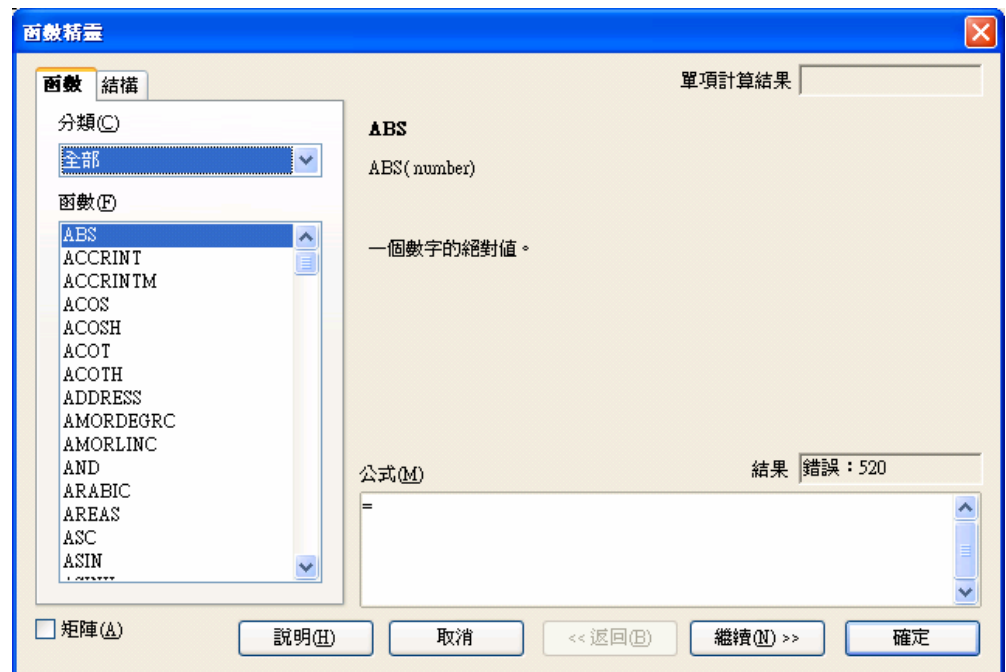 函數精靈
函數 結構
單項計算結果
分類(C)
全部
函數(F)
ABS
ACCRINT
ACCRINTM
ACOS
ACOSH
ACOT
ACOTH
ADDRESS
AMORDEGRC
AMORLINC
AND
ARABIC
AREAS
ASC
ASIN
ABS
ABS( number)
一個數字的絕對值。
公式(M)
結果 錯誤:520
=
矩陣(A)
說明(H) 取消 << 返回(B) 繼續(N) >> 確定